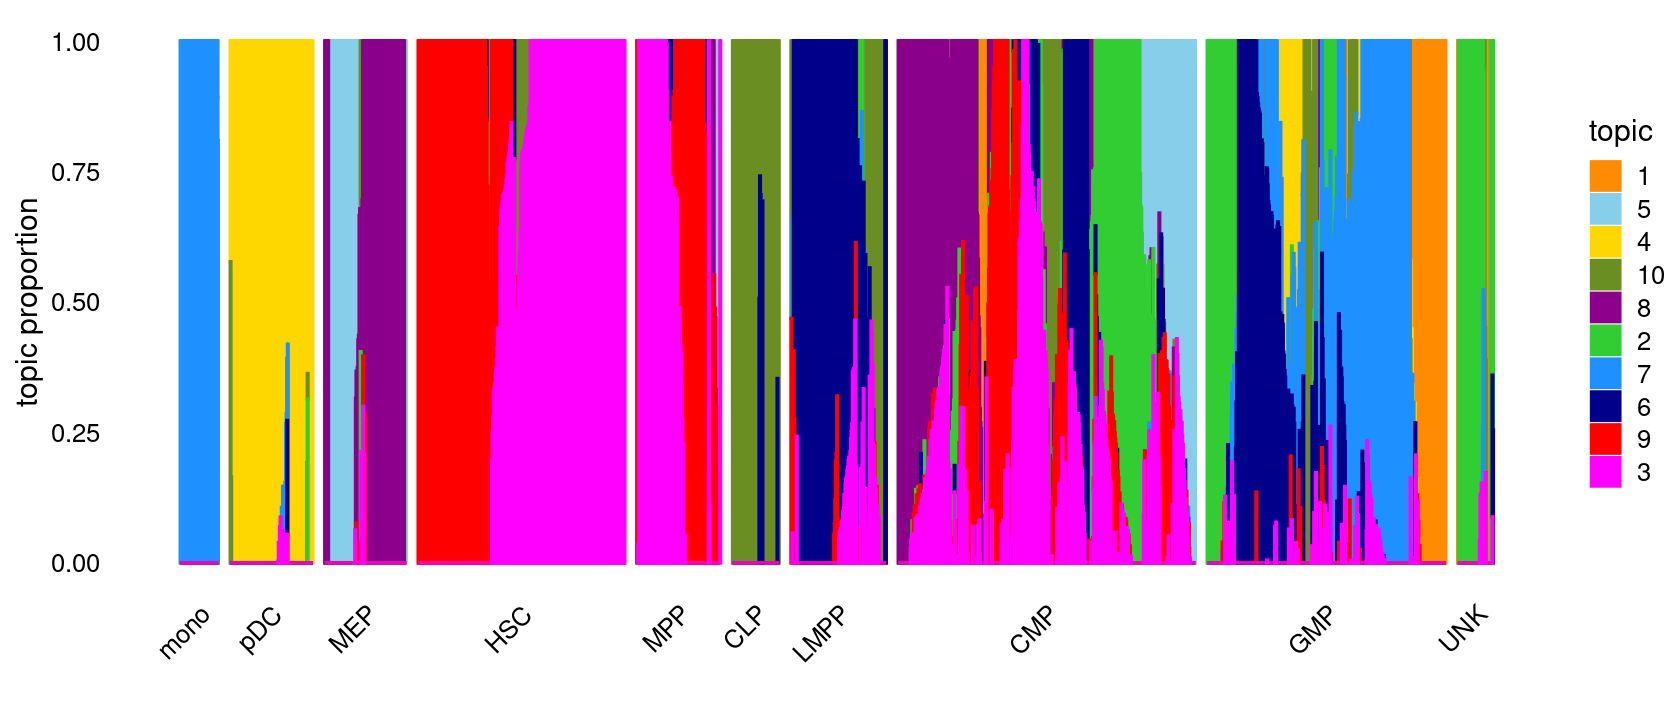 topic proportion
1.00
0.75
0.50
0.25
0.00
mono
pDC
MEP
HSC
MPP
CLP
LMPP
CMP
GMP
UNK
topic
1
5
4
10
8
2
7
6
9
3